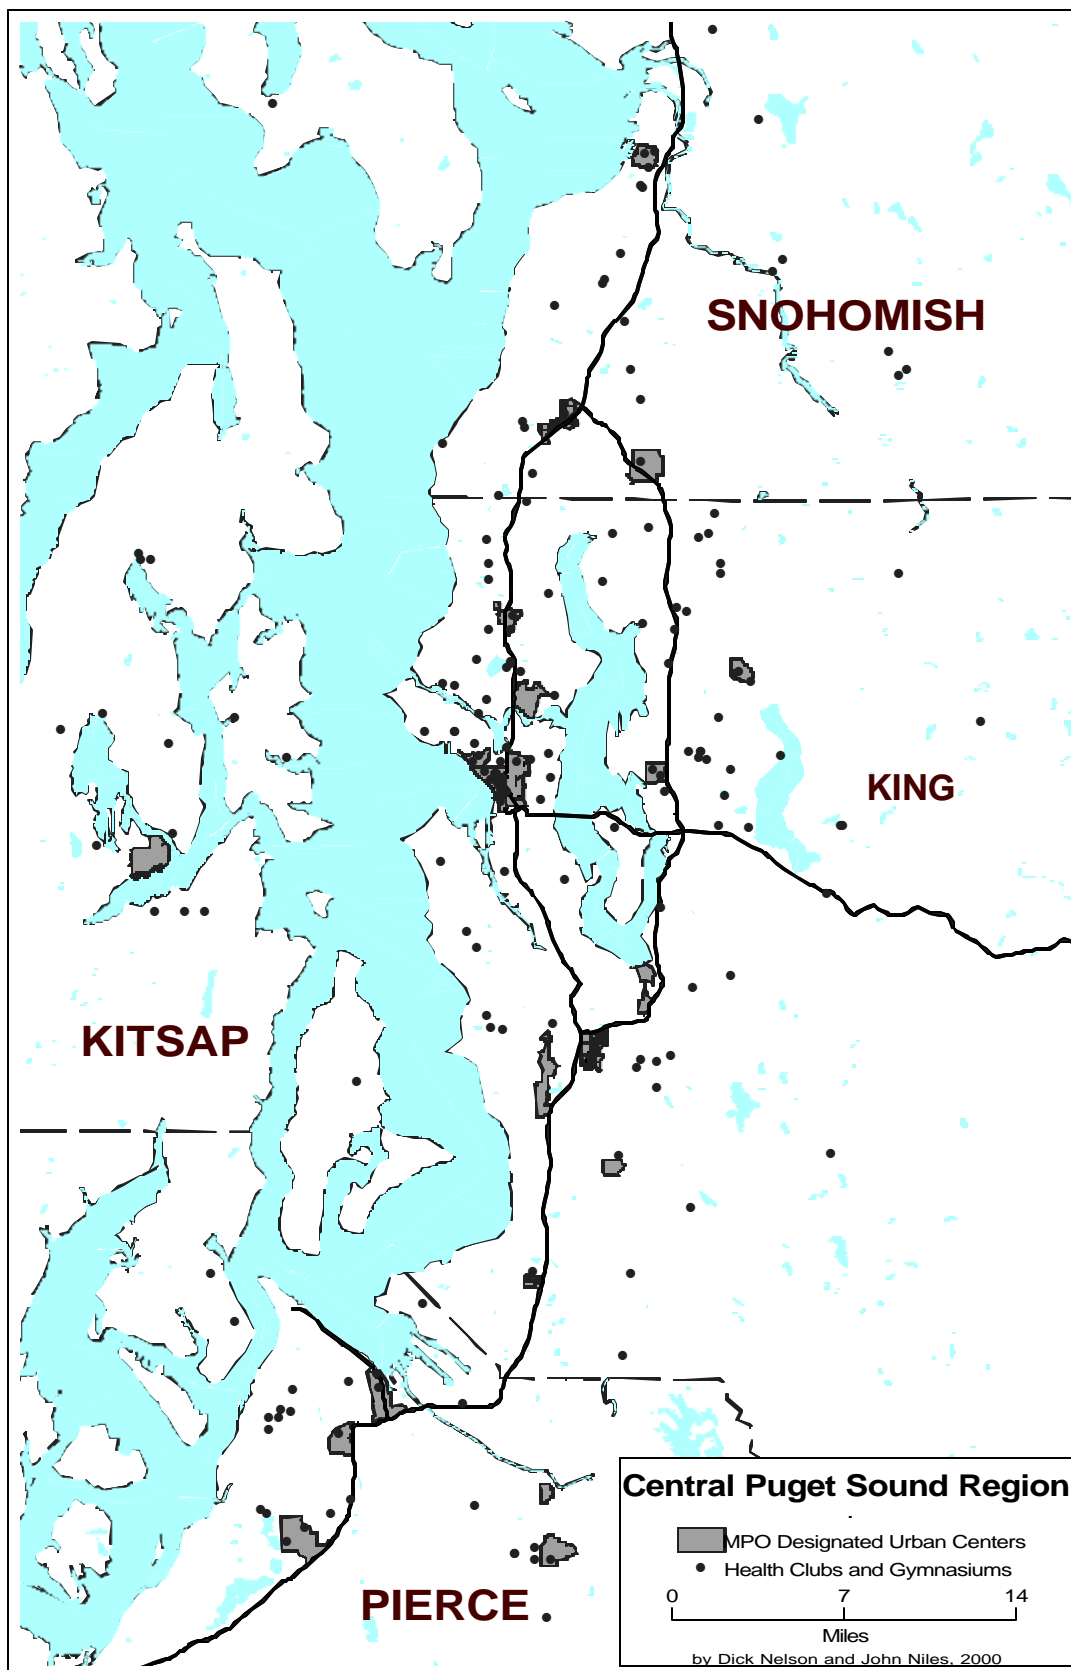 SNOHOMISH
KING
KITSAP
PIERCE
Central Puget Sound Region
.
MPO Designated Urban Centers
Health Clubs and Gymnasiums
0 7 14
Miles
by Dick Nelson and John Niles, 2000